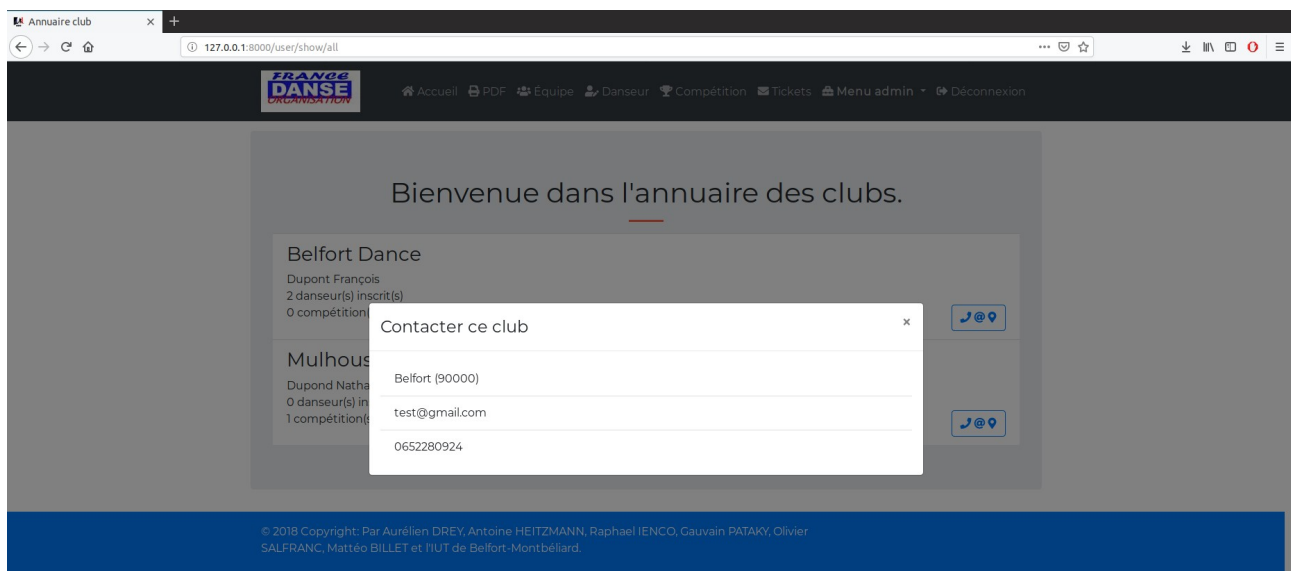 Annuaire club
127.0.0.1:8000/user/show/all
FRANCE
DANSE
ORGANISATION
Accueil PDF Équipe Danseur Compétition Tickets Menu admin Déconnexion
Bienvenue dans l'annuaire des clubs.
Belfort Dance
Dupont François
2 danseur(s) inscrit(s)
0 compétition(
Contacter ce club ×
Belfort (90000)
test@gmail.com
0652280924
Mulhous
Dupond Natha
0 danseur(s) in
1 compétition(s
© 2018 Copyright: Par Aurélien DREY, Antoine HEITZMANN, Raphael IENCO, Gauvain PATAKY, Olivier
SALFRANC, Mattéo BILLET et l'IUT de Belfort-Montbéliard.